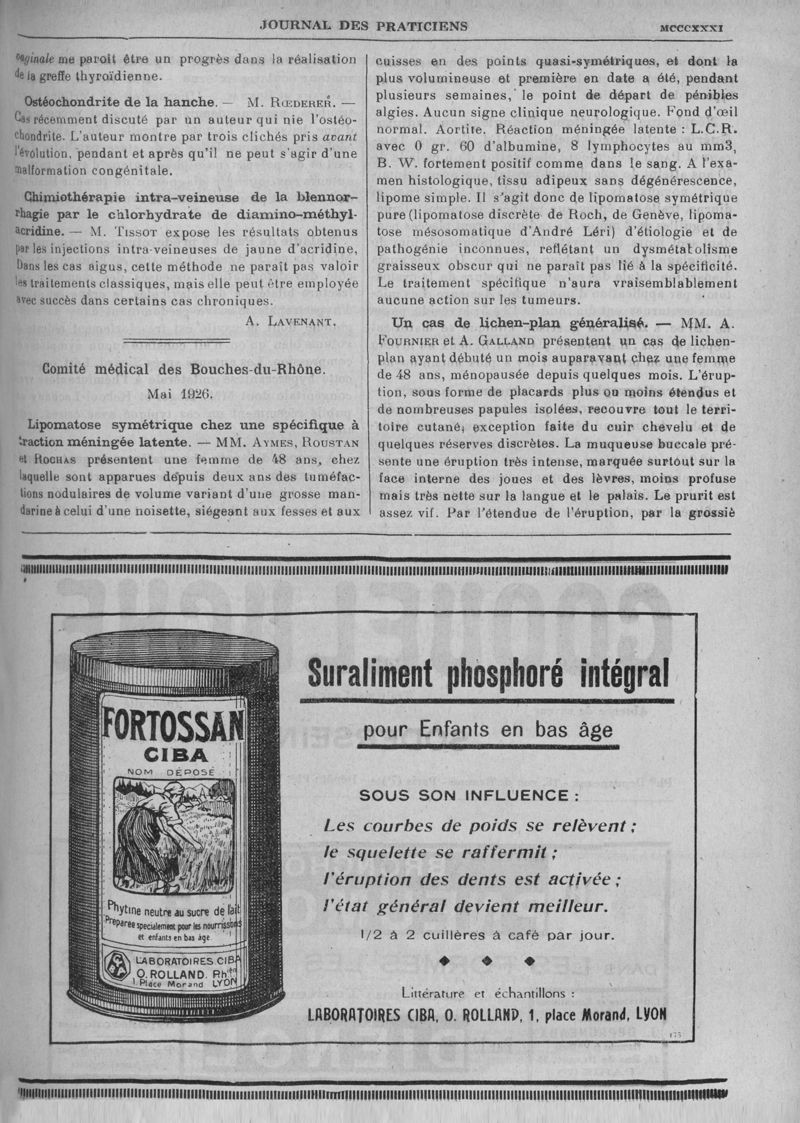 JOURNAL DES PRATICIENS
MCCCXXXI
vaginale me paroît être un progrès dans la réalisation
de la greffe thyroïdienne.
Ostéochondrite de la hanche. — M. RŒDERER. —
Cas récemment discuté par un auteur qui nie l'ostéo-
chondrite. L'auteur montre par trois clichés pris avant
l'évolution, pendant et après qu'il ne peut s'agir d'une
malformation congénitale.
Chimiothérapie intra-veineuse de la blennor-
rhagie par le chlorhydrate de diamino-méthyl-
acridine. — M. TISSOT expose les résultats obtenus
par les injections intra-veineuses de jaune d'acridine,
Dans les cas aigus, cette méthode ne paraît pas valoir
les traitements classiques, mais elle peut être employée
avec succès dans certains cas chroniques.
A. LAVENANT.
Comité médical des Bouches-du-Rhône.
Mai 1926.
Lipomatose symétrique chez une spécifique à
traction méningée latente. — MM. AYMES, ROUSTAN
et ROCHAS présentent une femme de 48 ans, chez
laquelle sont apparues depuis deux ans des tuméfac-
tions nodulaires de volume variant d'une grosse man-
darine à celui d'une noisette, siégeant aux fesses et aux
cuisses en des points quasi-symétriques, et dont la
plus volumineuse et première en date a été, pendant
plusieurs semaines, le point de départ de pénibles
algies. Aucun signe clinique neurologique. Fond d'œil
normal. Aortite. Réaction méningée latente : L.C.R.
avec 0 gr. 60 d'albumine, 8 lymphocytes au mm3,
B. W. fortement positif comme dans le sang. A l'exa-
men histologique, tissu adipeux sans dégénérescence,
lipome simple. Il s'agit donc de lipomatose symétrique
pure (lipomatose discrète de Roch, de Genève, lipoma-
tose mésosomatique d'André Léri) d'étiologie et de
pathogénie inconnues, reflétant un dysmétabolisme
graisseux obscur qui ne paraît pas lié à la spécificité.
Le traitement spécifique n'aura vraisemblablement
aucune action sur les tumeurs.
Un cas de lichen-plan généralisé. — MM. A.
FOURNIER et A. GALLAND présentent un cas de lichen-
plan ayant débuté un mois auparavant chez une femme
de 48 ans, ménopausée depuis quelques mois. L'érup-
tion, sous forme de placards plus ou moins étendus et
de nombreuses papules isolées, recouvre tout le terri-
toire cutané; exception faite du cuir chevelu et de
quelques réserves discrètes. La muqueuse buccale pré-
sente une éruption très intense, marquée surtout sur la
face interne des joues et des lèvres, moins profuse
mais très nette sur la langue et le palais. Le prurit est
assez vif. Par l'étendue de l'éruption, par la grossiè
FORTOSSAN
CIBA
NOM DÉPOSÉ
Phytine neutre au sucre de lait
Préparée spécialement pour les nourrissons
et enfants en bas âge
LABORATOIRES CIBA
O. ROLLAND. Phcien
1 Place Morand LYON
Suraliment phosphoré intégral
pour Enfants en bas âge
SOUS SON INFLUENCE :
Les courbes de poids se relèvent ;
le squelette se raffermit ;
l'éruption des dents est activée ;
l'état général devient meilleur.
1/2 à 2 cuillères à café par jour.
Littérature et échantillons :
LABORATOIRES CIBA, O. ROLLAND, 1, place Morand, LYON
175